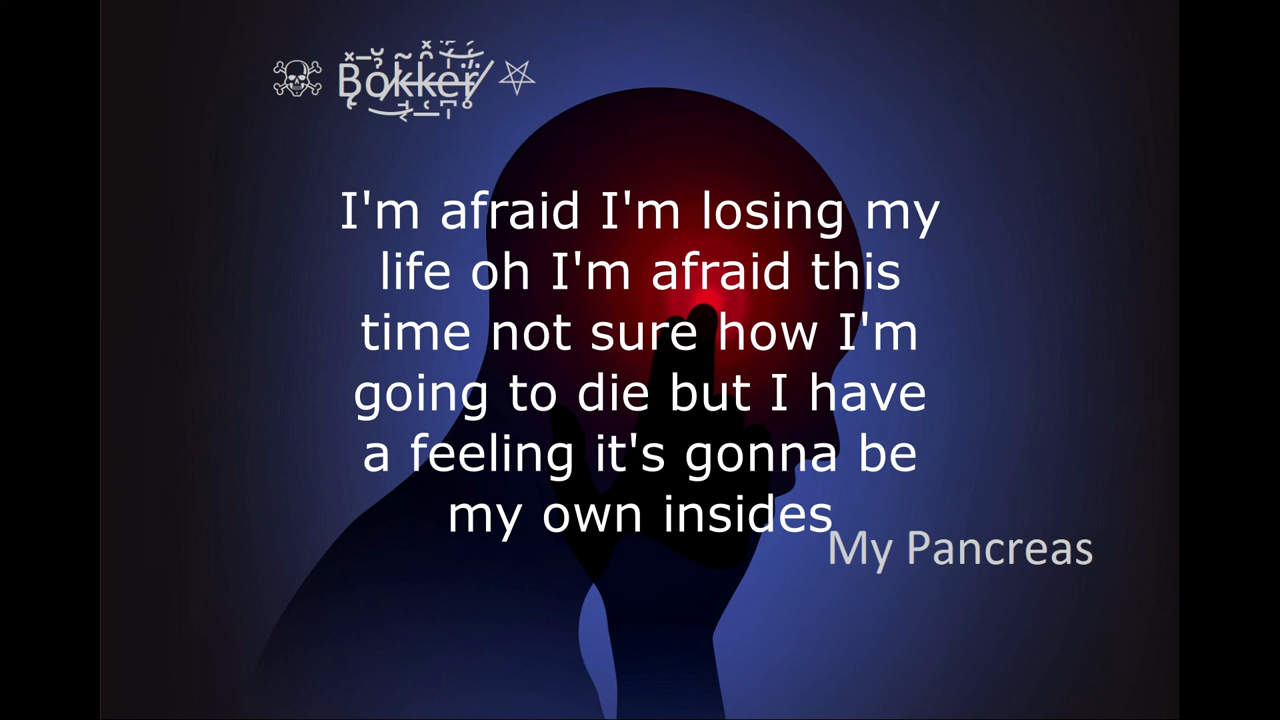 ☠ Bokker ⛧
I'm afraid I'm losing my
life oh I'm afraid this
time not sure how I'm
going to die but I have
a feeling it's gonna be
my own insides
My Pancreas